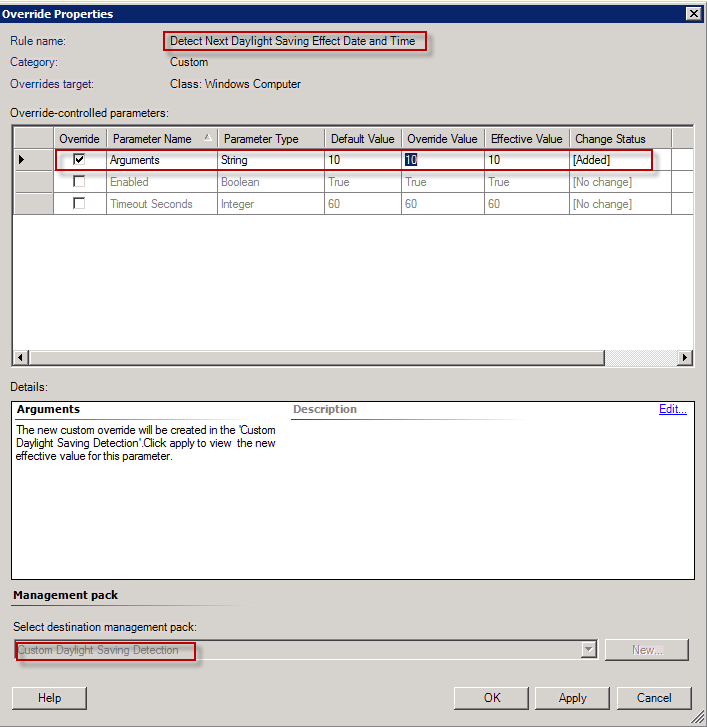 Override Properties
Rule name: Detect Next Daylight Saving Effect Date and Time
Category: Custom
Overrides target: Class: Windows Computer
Override-controlled parameters:
Override Parameter Name Parameter Type Default Value Override Value Effective Value Change Status
Arguments String 10 10 10 [Added]
Enabled Boolean True True True [No change]
Timeout Seconds Integer 60 60 60 [No change]
Details:
Arguments Description Edit...
The new custom override will be created in the 'Custom
Daylight Saving Detection'.Click apply to view the new
effective value for this parameter.
Management pack
Select destination management pack:
Custom Daylight Saving Detection New...
Help OK Apply Cancel